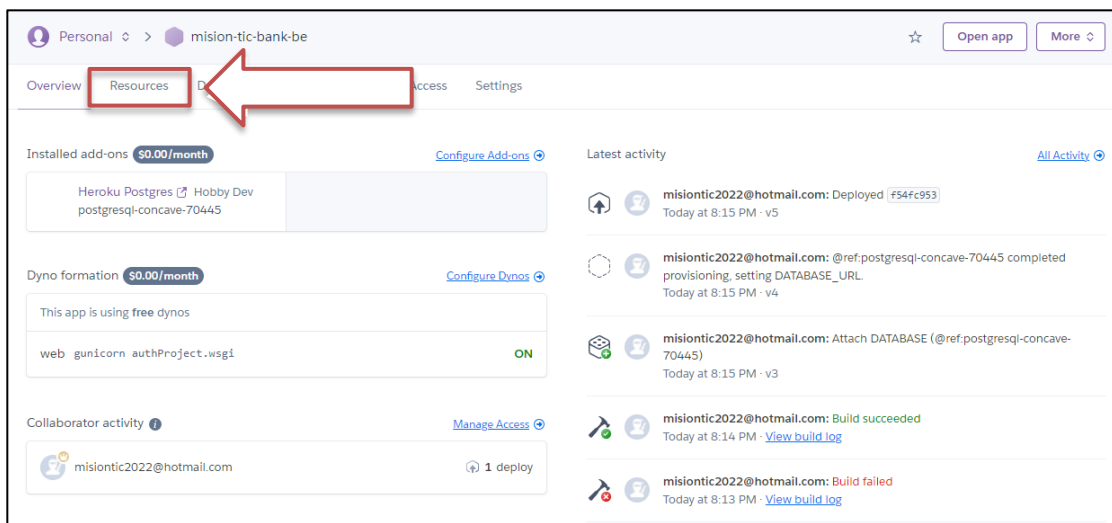 Personal > mision-tic-bank-be
Open app
More
Overview
Resources
D
Access
Settings
Installed add-ons $0.00/month
Configure Add-ons
Heroku Postgres Hobby Dev
postgresql-concave-70445
Dyno formation $0.00/month
Configure Dynos
This app is using free dynos
web gunicorn authProject.wsgi
ON
Collaborator activity
Manage Access
misiontic2022@hotmail.com
1 deploy
Latest activity
All Activity
misiontic2022@hotmail.com: Deployed f54fc953
Today at 8:15 PM · v5
misiontic2022@hotmail.com: @ref:postgresql-concave-70445 completed
provisioning, setting DATABASE_URL.
Today at 8:15 PM · v4
misiontic2022@hotmail.com: Attach DATABASE (@ref:postgresql-concave-
70445)
Today at 8:15 PM · v3
misiontic2022@hotmail.com: Build succeeded
Today at 8:14 PM · View build log
misiontic2022@hotmail.com: Build failed
Today at 8:13 PM · View build log